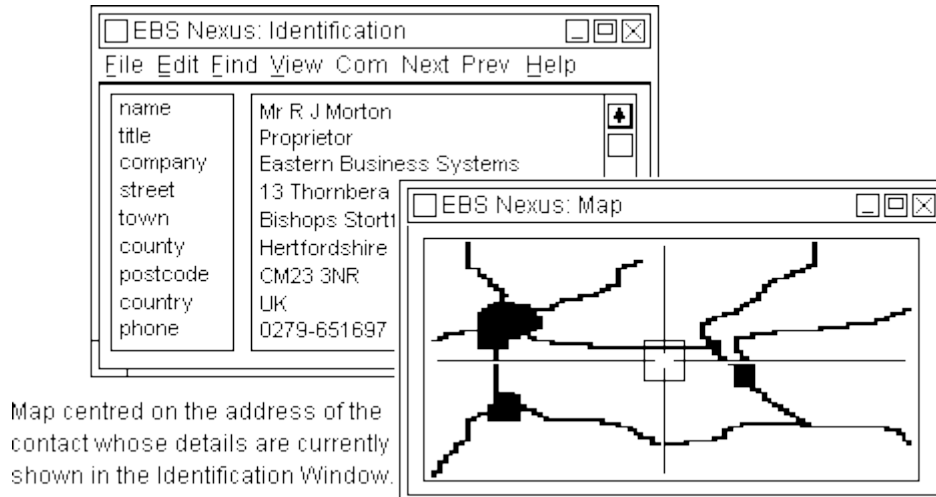 EBS Nexus: Identification
File Edit Find View Com Next Prev Help
name Mr R J Morton
title Proprietor
company Eastern Business Systems
street 13 Thornbera
town Bishops Stortf
county Hertfordshire
postcode CM23 3NR
country UK
phone 0279-651697
EBS Nexus: Map
Map centred on the address of the
contact whose details are currently
shown in the Identification Window.